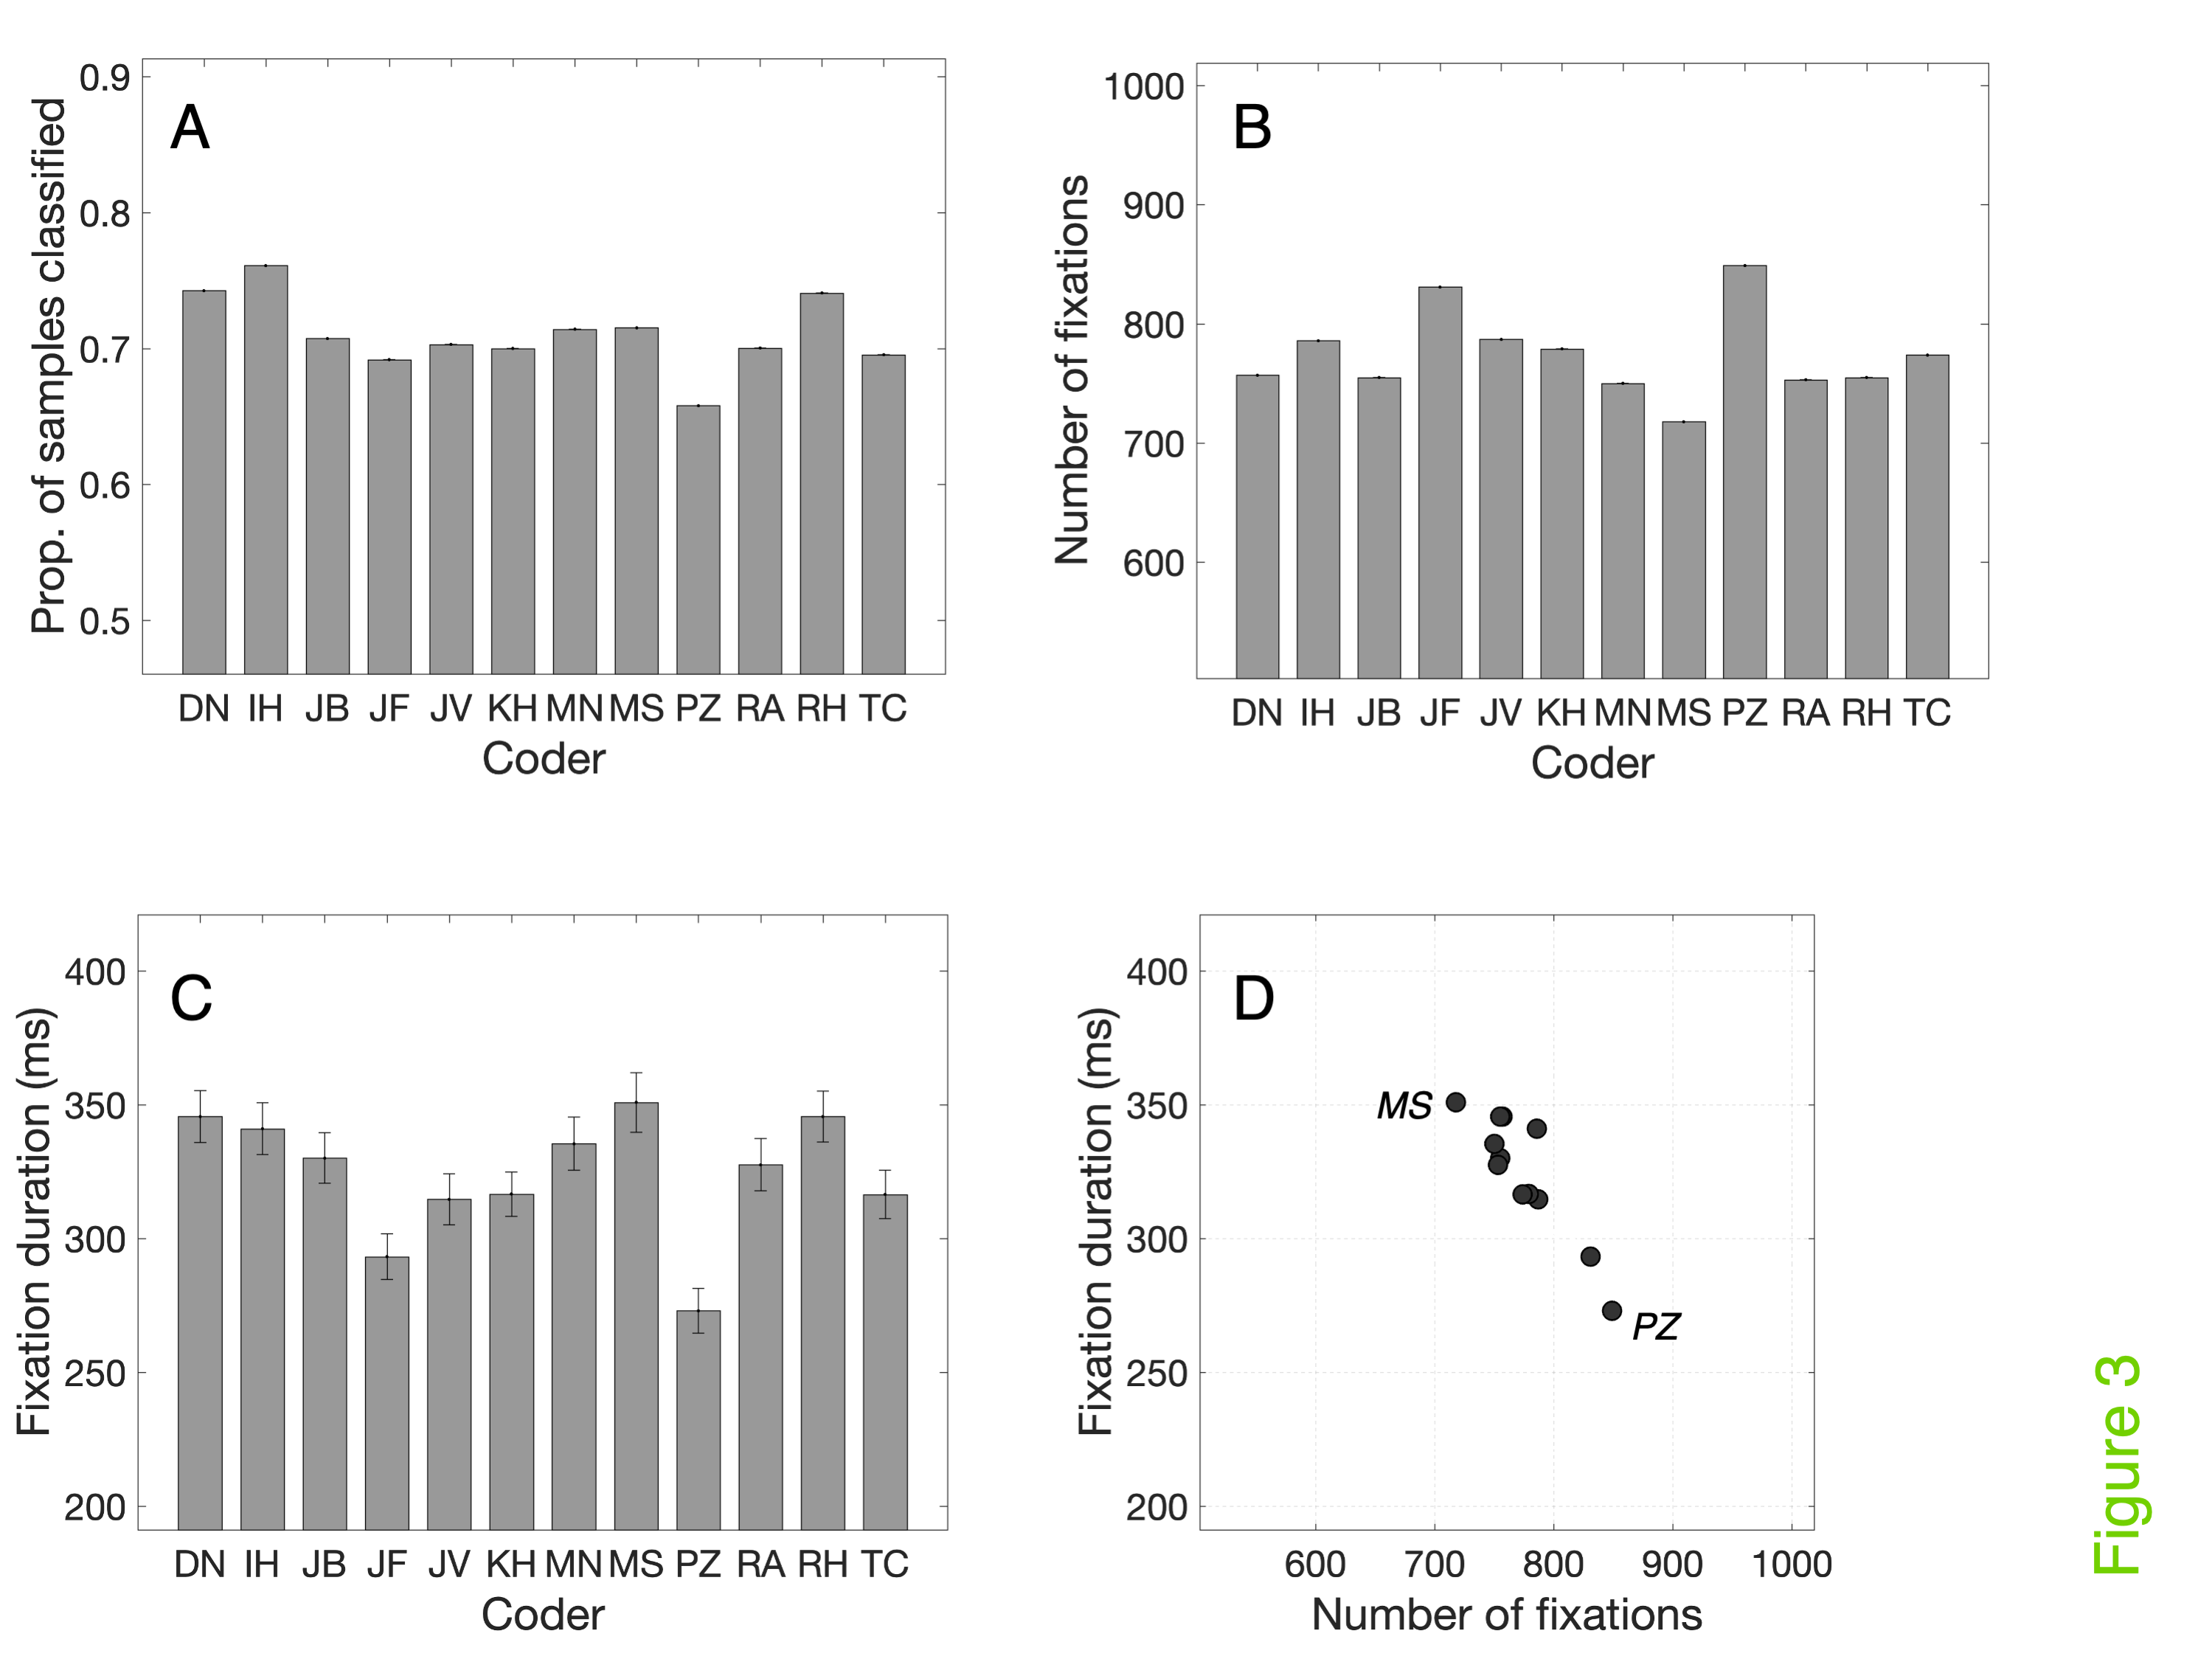 A
Prop. of samples classified
0.9
0.8
0.7
0.6
0.5
DN IH JB JF JV KH MN MS PZ RA RH TC
Coder
B
Number of fixations
1000
900
800
700
600
DN IH JB JF JV KH MN MS PZ RA RH TC
Coder
C
Fixation duration (ms)
400
350
300
250
200
DN IH JB JF JV KH MN MS PZ RA RH TC
Coder
D
Fixation duration (ms)
400
350
300
250
200
MS
PZ
600 700 800 900 1000
Number of fixations
Figure 3